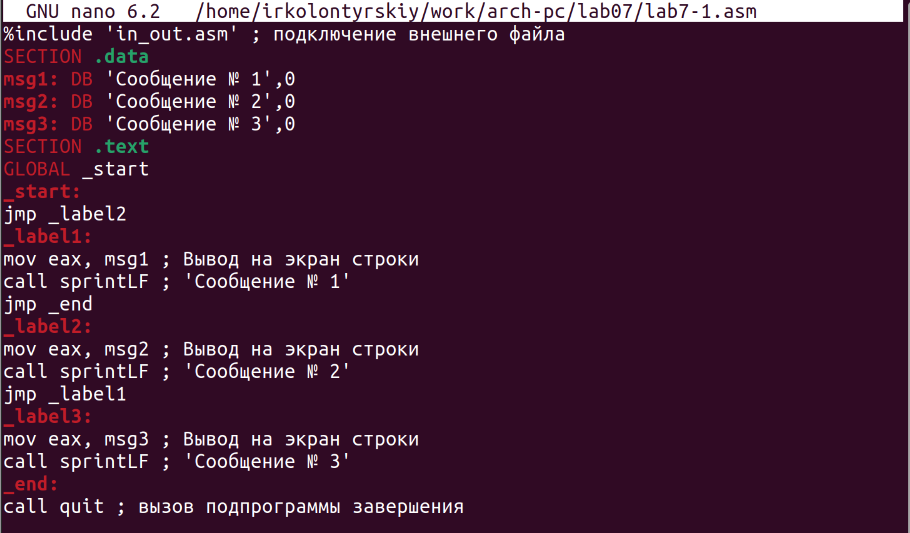 GNU nano 6.2 /home/irkolontyrskiy/work/arch-pc/lab07/lab7-1.asm
%include 'in_out.asm' ; подключение внешнего файла
SECTION .data
msg1: DB 'Сообщение № 1',0
msg2: DB 'Сообщение № 2',0
msg3: DB 'Сообщение № 3',0
SECTION .text
GLOBAL _start
_start:
jmp _label2
_label1:
mov eax, msg1 ; Вывод на экран строки
call sprintLF ; 'Сообщение № 1'
jmp _end
_label2:
mov eax, msg2 ; Вывод на экран строки
call sprintLF ; 'Сообщение № 2'
jmp _label1
_label3:
mov eax, msg3 ; Вывод на экран строки
call sprintLF ; 'Сообщение № 3'
_end:
call quit ; вызов подпрограммы завершения